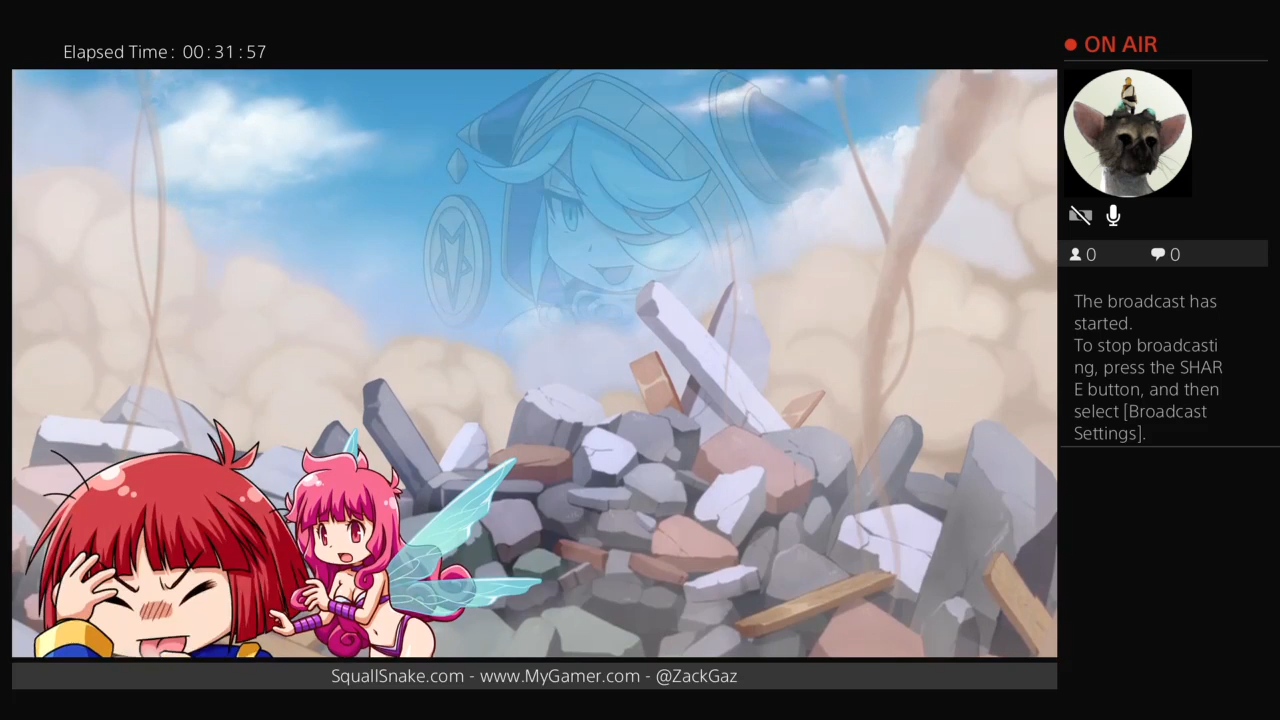 Elapsed Time: 00:31:57
ON AIR
0
0
The broadcast has
started.
To stop broadcasti
ng, press the SHAR
E button, and then
select [Broadcast
Settings].
SquallSnake.com - www.MyGamer.com - @ZackGaz